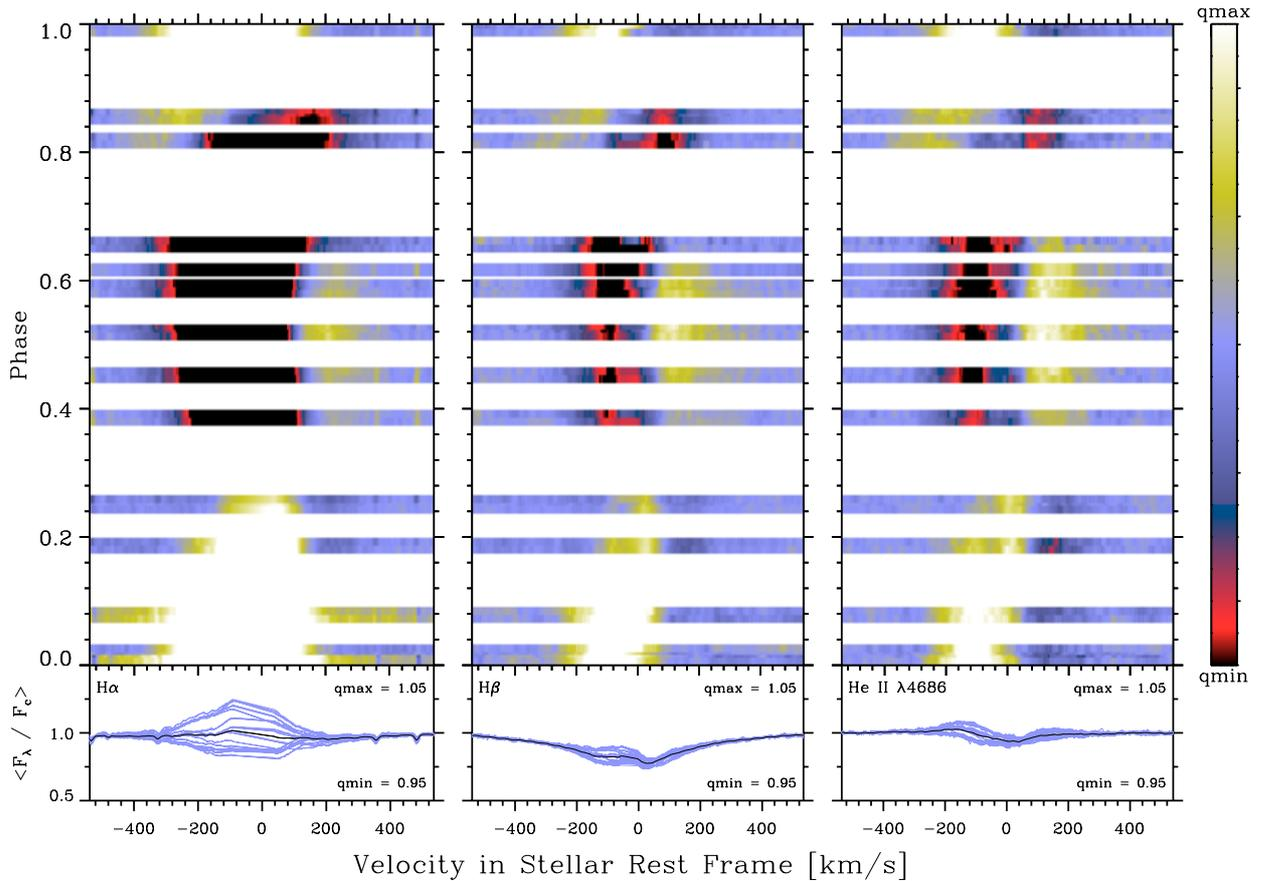 qmax
1.0
0.8
0.6
0.4
0.2
0.0
Phase
qmin
Hα qmax = 1.05
qmin = 0.95
Hβ qmax = 1.05
qmin = 0.95
He II λ4686 qmax = 1.05
qmin = 0.95
1.0
0.5
<Fλ / Fc>
−400 −200 0 200 400
−400 −200 0 200 400
−400 −200 0 200 400
Velocity in Stellar Rest Frame [km/s]